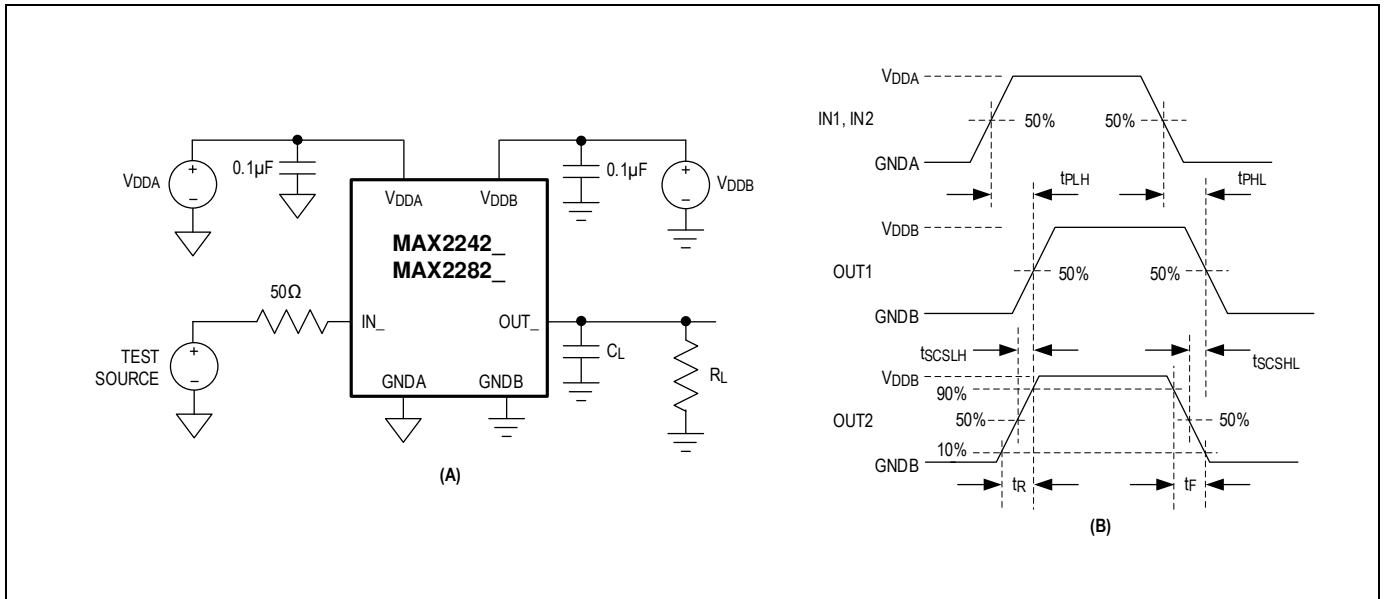 0.1µF
VDDA
VDDA
VDDB
0.1µF
VDDB
MAX2242_
MAX2282_
50Ω
IN_
OUT_
TEST
SOURCE
CL
RL
GNDA
GNDB
(A)
VDDA
IN1, IN2
50%
50%
GNDA
tPLH
tPHL
VDDB
OUT1
50%
50%
GNDB
tSCSLH
tSCSHL
VDDB
90%
OUT2
50%
50%
10%
GNDB
tR
tF
(B)